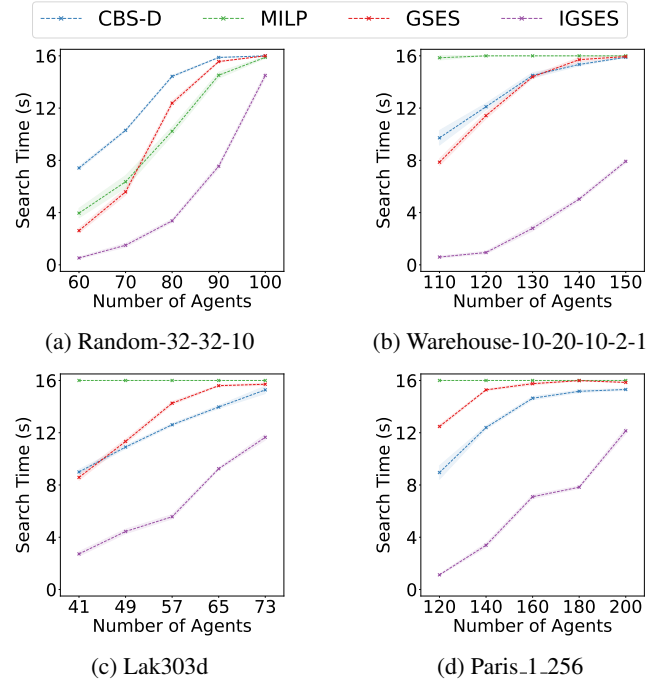 CBS-D MILP GSES IGSES
16
12
8
4
0
Search Time (s)
60 70 80 90 100
Number of Agents
(a) Random-32-32-10
16
12
8
4
0
Search Time (s)
110 120 130 140 150
Number of Agents
(b) Warehouse-10-20-10-2-1
16
12
8
4
0
Search Time (s)
41 49 57 65 73
Number of Agents
(c) Lak303d
16
12
8
4
0
Search Time (s)
120 140 160 180 200
Number of Agents
(d) Paris_1_256